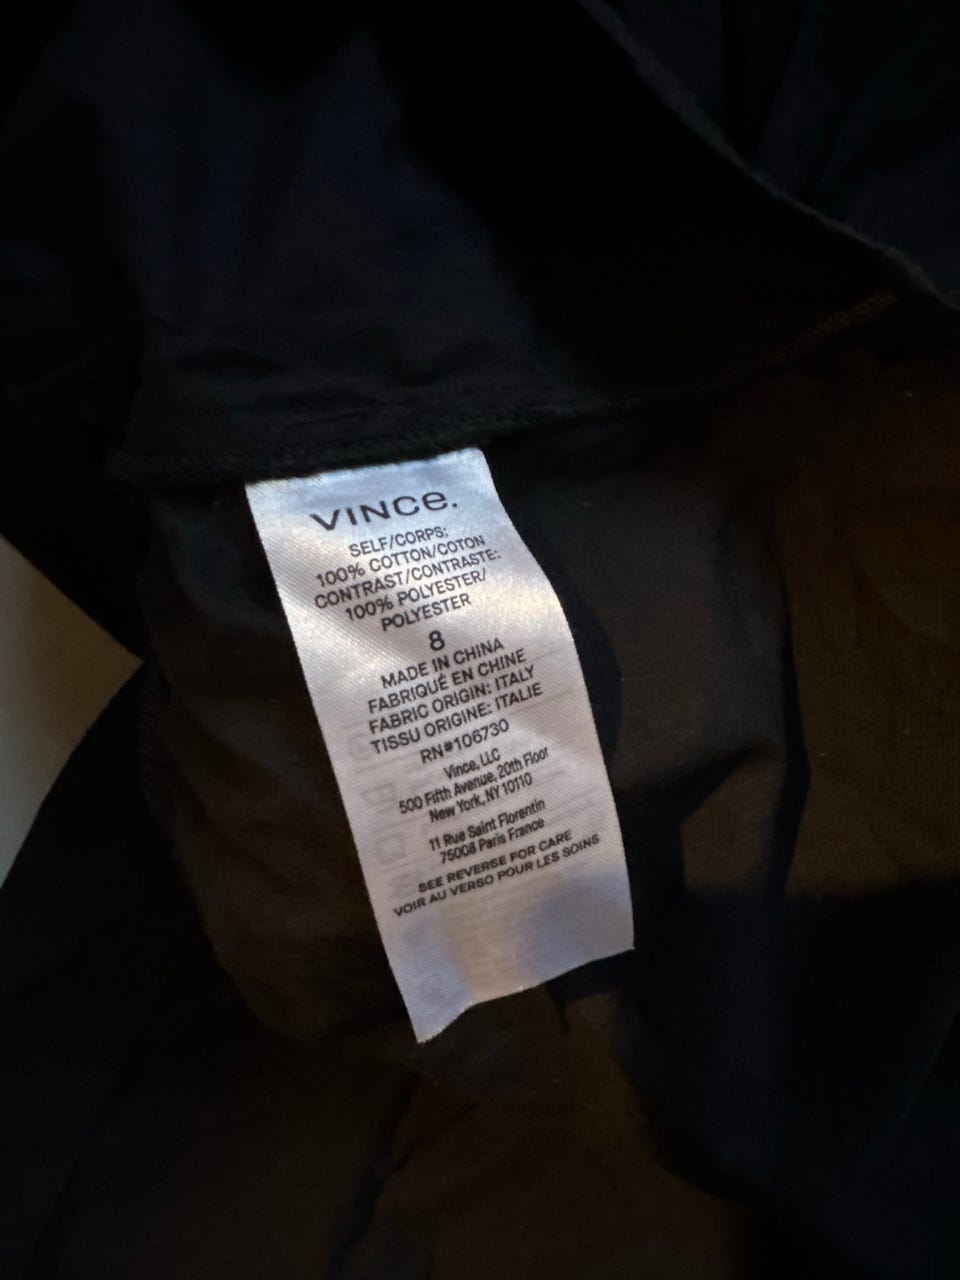 VINCe.
SELF/CORPS:
100% COTTON/COTON
CONTRAST/CONTRASTE:
100% POLYESTER/
POLYESTER
8
MADE IN CHINA
FABRIQUÉ EN CHINE
FABRIC ORIGIN: ITALY
TISSU ORIGINE: ITALIE
RN#106730
Vince, LLC
500 Fifth Avenue, 20th Floor
New York, NY 10110
11 Rue Saint Florentin
75008 Paris France
SEE REVERSE FOR CARE
VOIR AU VERSO POUR LES SOINS